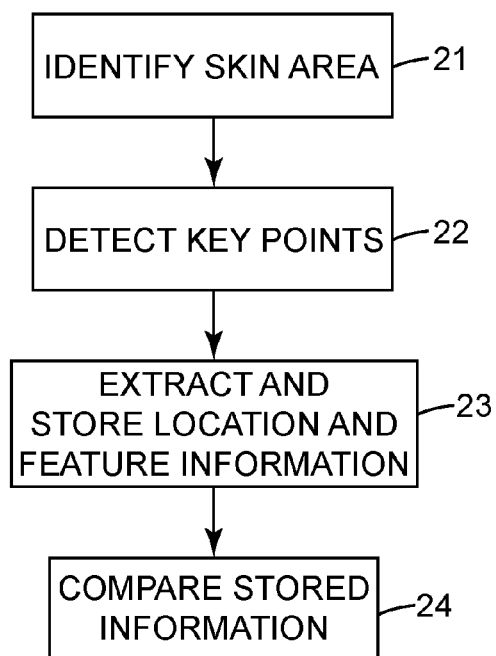 IDENTIFY SKIN AREA 21
DETECT KEY POINTS 22
EXTRACT AND
STORE LOCATION AND
FEATURE INFORMATION
23
COMPARE STORED
INFORMATION
24